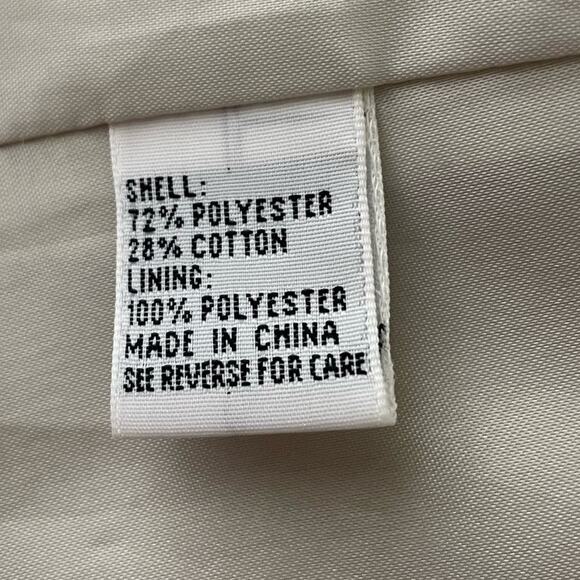 SHELL:
72% POLYESTER
28% COTTON
LINING:
100% POLYESTER
MADE IN CHINA
SEE REVERSE FOR CARE